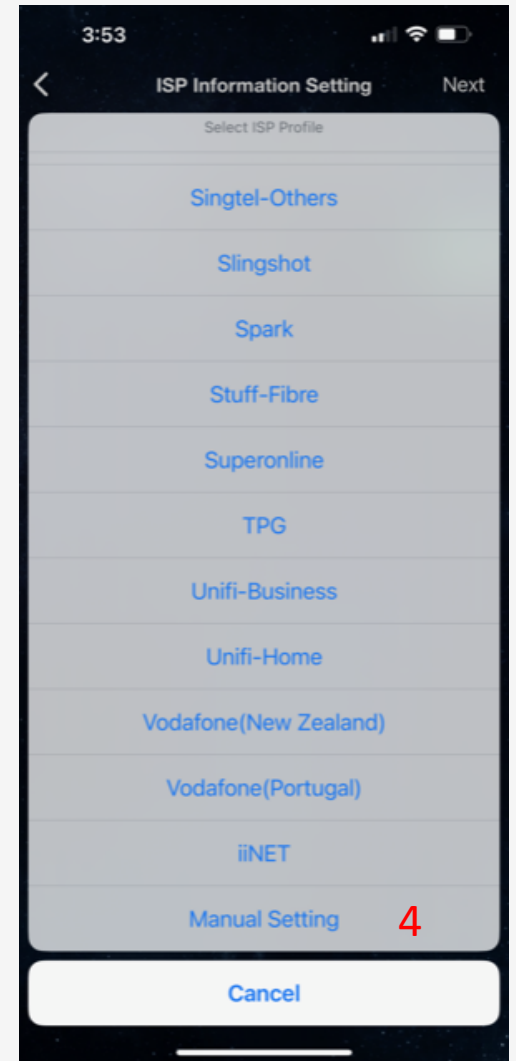 3:53
ISP Information Setting Next
Select ISP Profile
Singtel-Others
Slingshot
Spark
Stuff-Fibre
Superonline
TPG
Unifi-Business
Unifi-Home
Vodafone(New Zealand)
Vodafone(Portugal)
iiNET
Manual Setting 4
Cancel